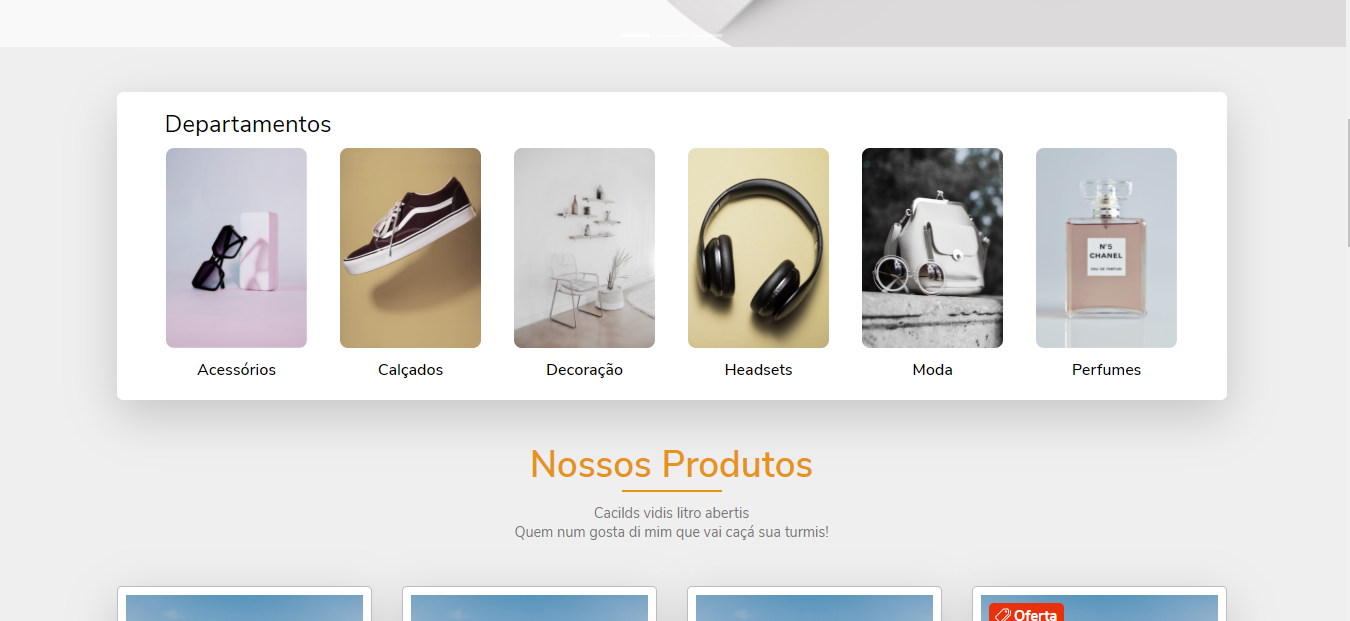 Departamentos
N°5
CHANEL
EAU DE PARFUM
Acessórios
Calçados
Decoração
Headsets
Moda
Perfumes
Nossos Produtos
Cacilds vidis litro abertis
Quem num gosta di mim que vai caçá sua turmis!
Oferta